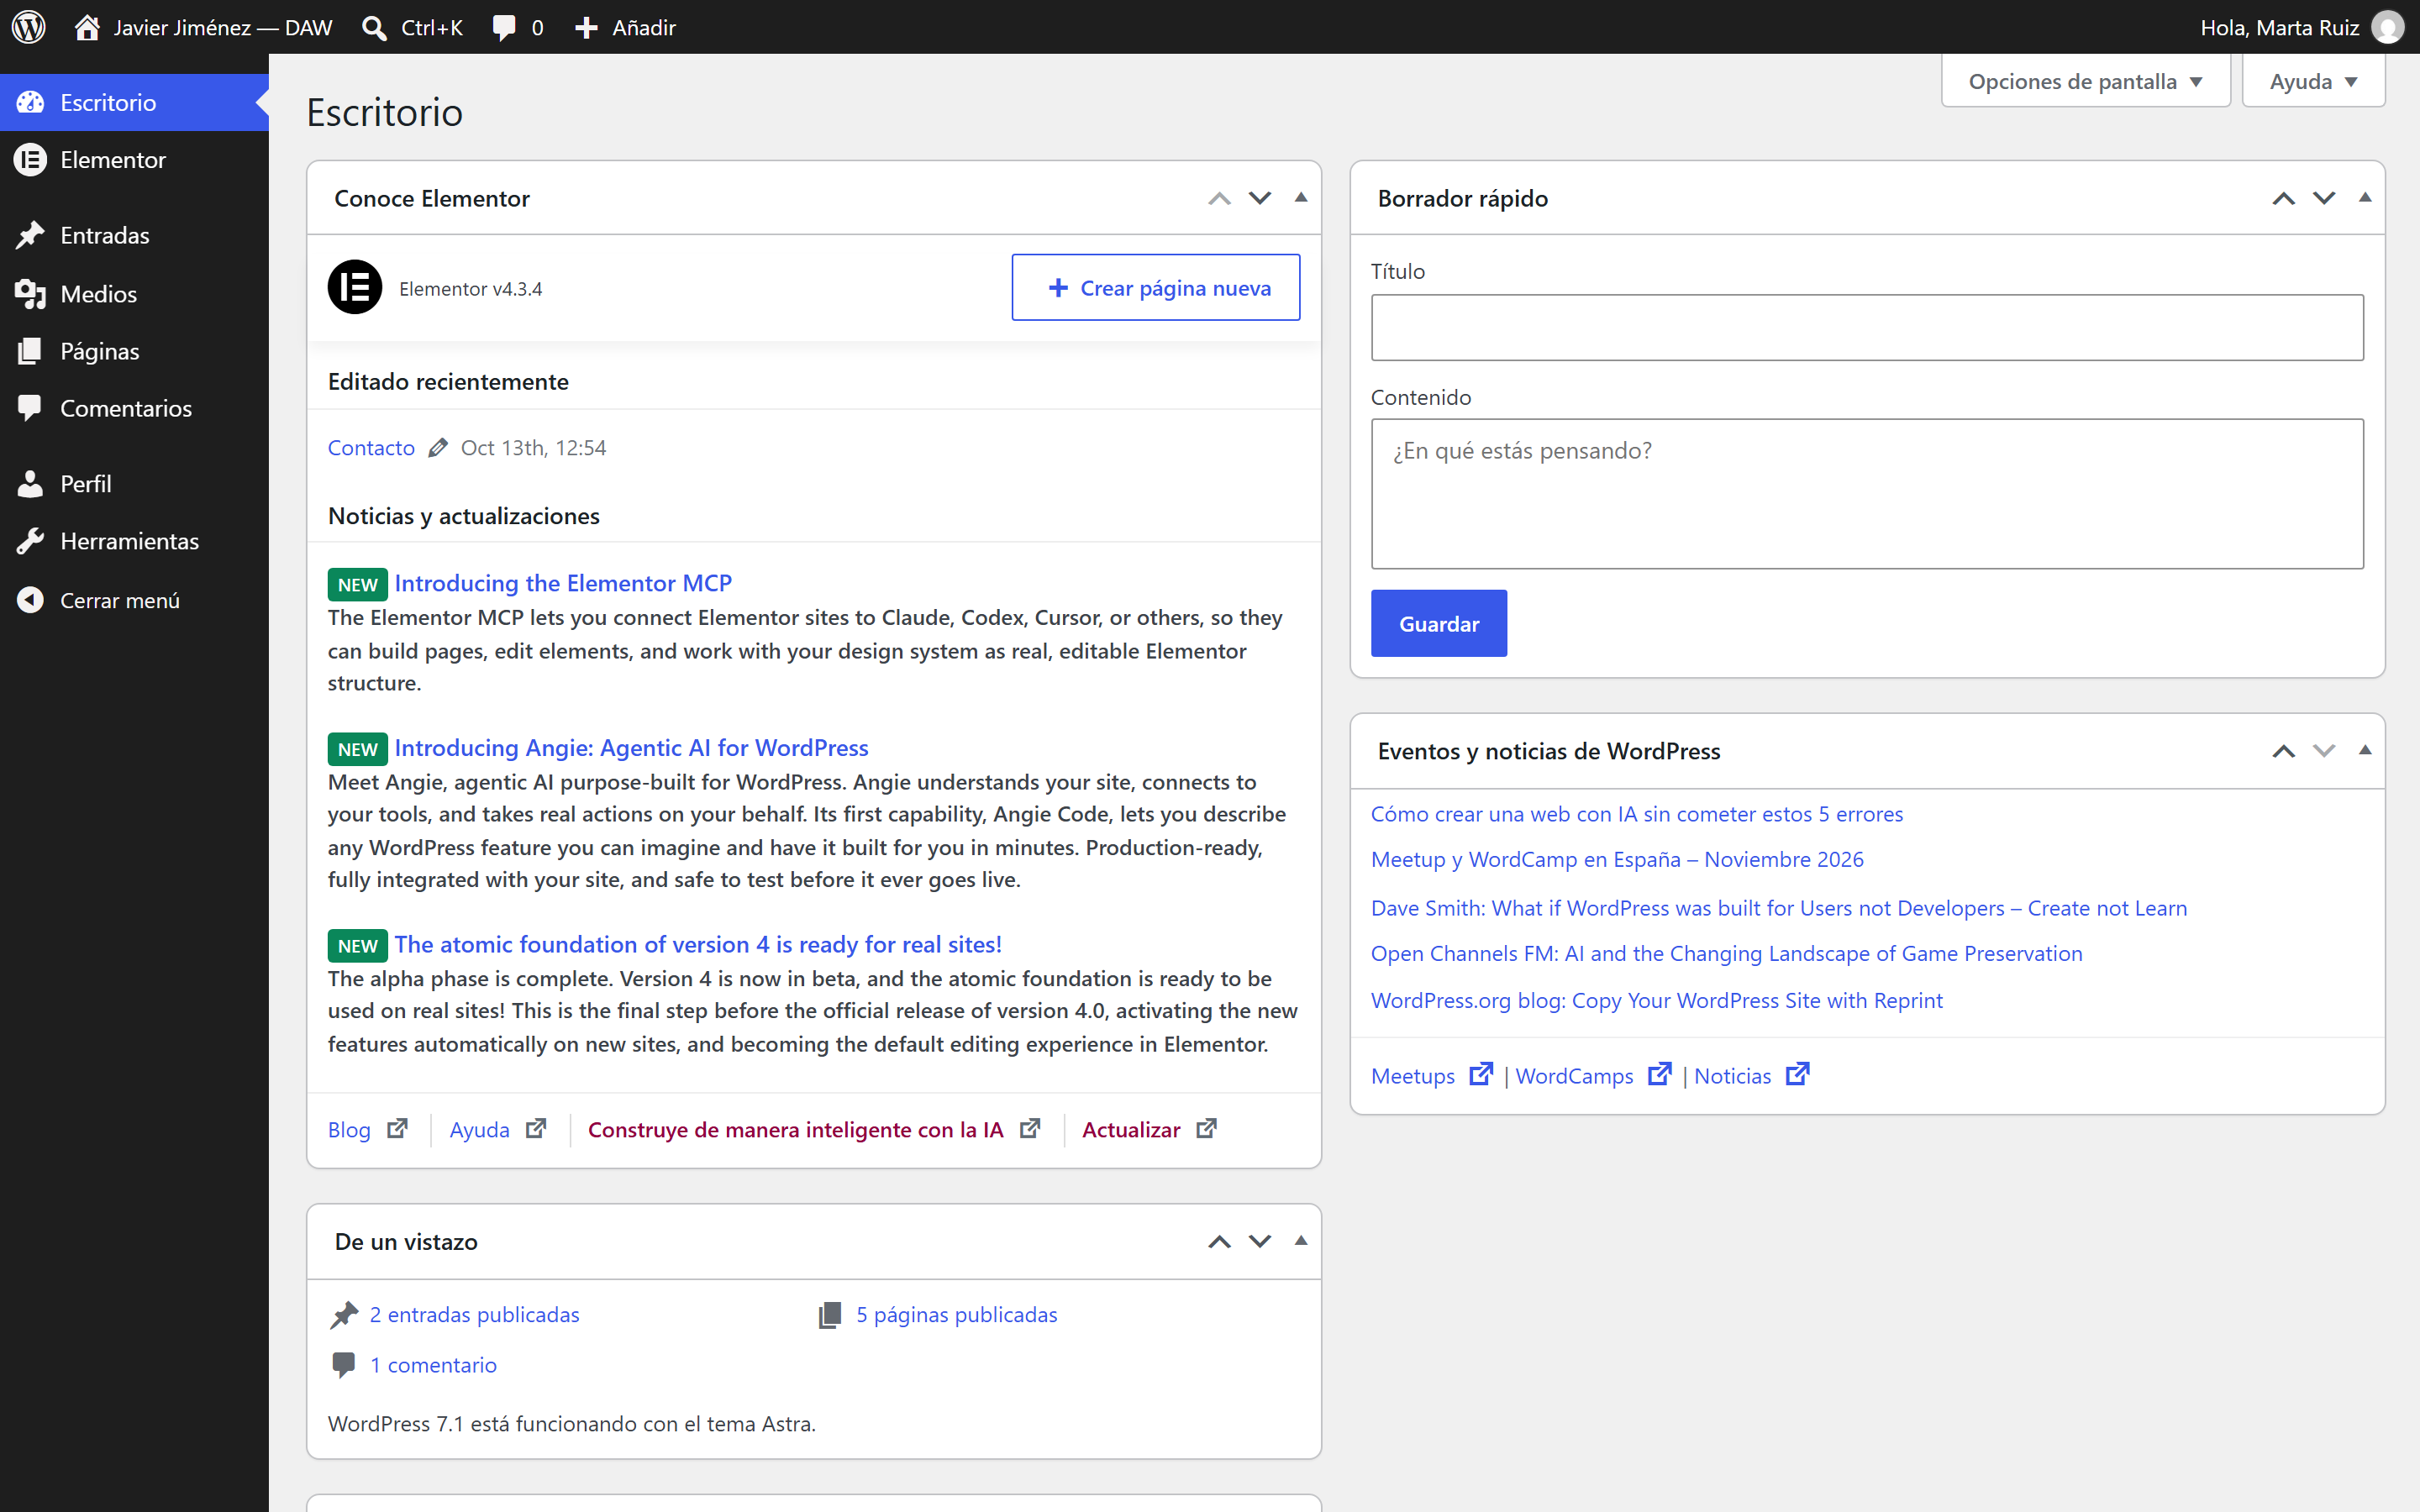 Javier Jiménez — DAW
Ctrl+K
0
Añadir
Hola, Marta Ruiz
Escritorio
Elementor
Entradas
Medios
Páginas
Comentarios
Perfil
Herramientas
Cerrar menú
Opciones de pantalla
Ayuda
Escritorio
Conoce Elementor
Elementor v4.3.4
Crear página nueva
Editado recientemente
Contacto Oct 13th, 12:54
Noticias y actualizaciones
NEW Introducing the Elementor MCP
The Elementor MCP lets you connect Elementor sites to Claude, Codex, Cursor, or others, so they
can build pages, edit elements, and work with your design system as real, editable Elementor
structure.
NEW Introducing Angie: Agentic AI for WordPress
Meet Angie, agentic AI purpose-built for WordPress. Angie understands your site, connects to
your tools, and takes real actions on your behalf. Its first capability, Angie Code, lets you describe
any WordPress feature you can imagine and have it built for you in minutes. Production-ready,
fully integrated with your site, and safe to test before it ever goes live.
NEW The atomic foundation of version 4 is ready for real sites!
The alpha phase is complete. Version 4 is now in beta, and the atomic foundation is ready to be
used on real sites! This is the final step before the official release of version 4.0, activating the new
features automatically on new sites, and becoming the default editing experience in Elementor.
Blog Ayuda Construye de manera inteligente con la IA Actualizar
De un vistazo
2 entradas publicadas
5 páginas publicadas
1 comentario
WordPress 7.1 está funcionando con el tema Astra.
Borrador rápido
Título
Contenido
¿En qué estás pensando?
Guardar
Eventos y noticias de WordPress
Cómo crear una web con IA sin cometer estos 5 errores
Meetup y WordCamp en España – Noviembre 2026
Dave Smith: What if WordPress was built for Users not Developers – Create not Learn
Open Channels FM: AI and the Changing Landscape of Game Preservation
WordPress.org blog: Copy Your WordPress Site with Reprint
Meetups | WordCamps | Noticias